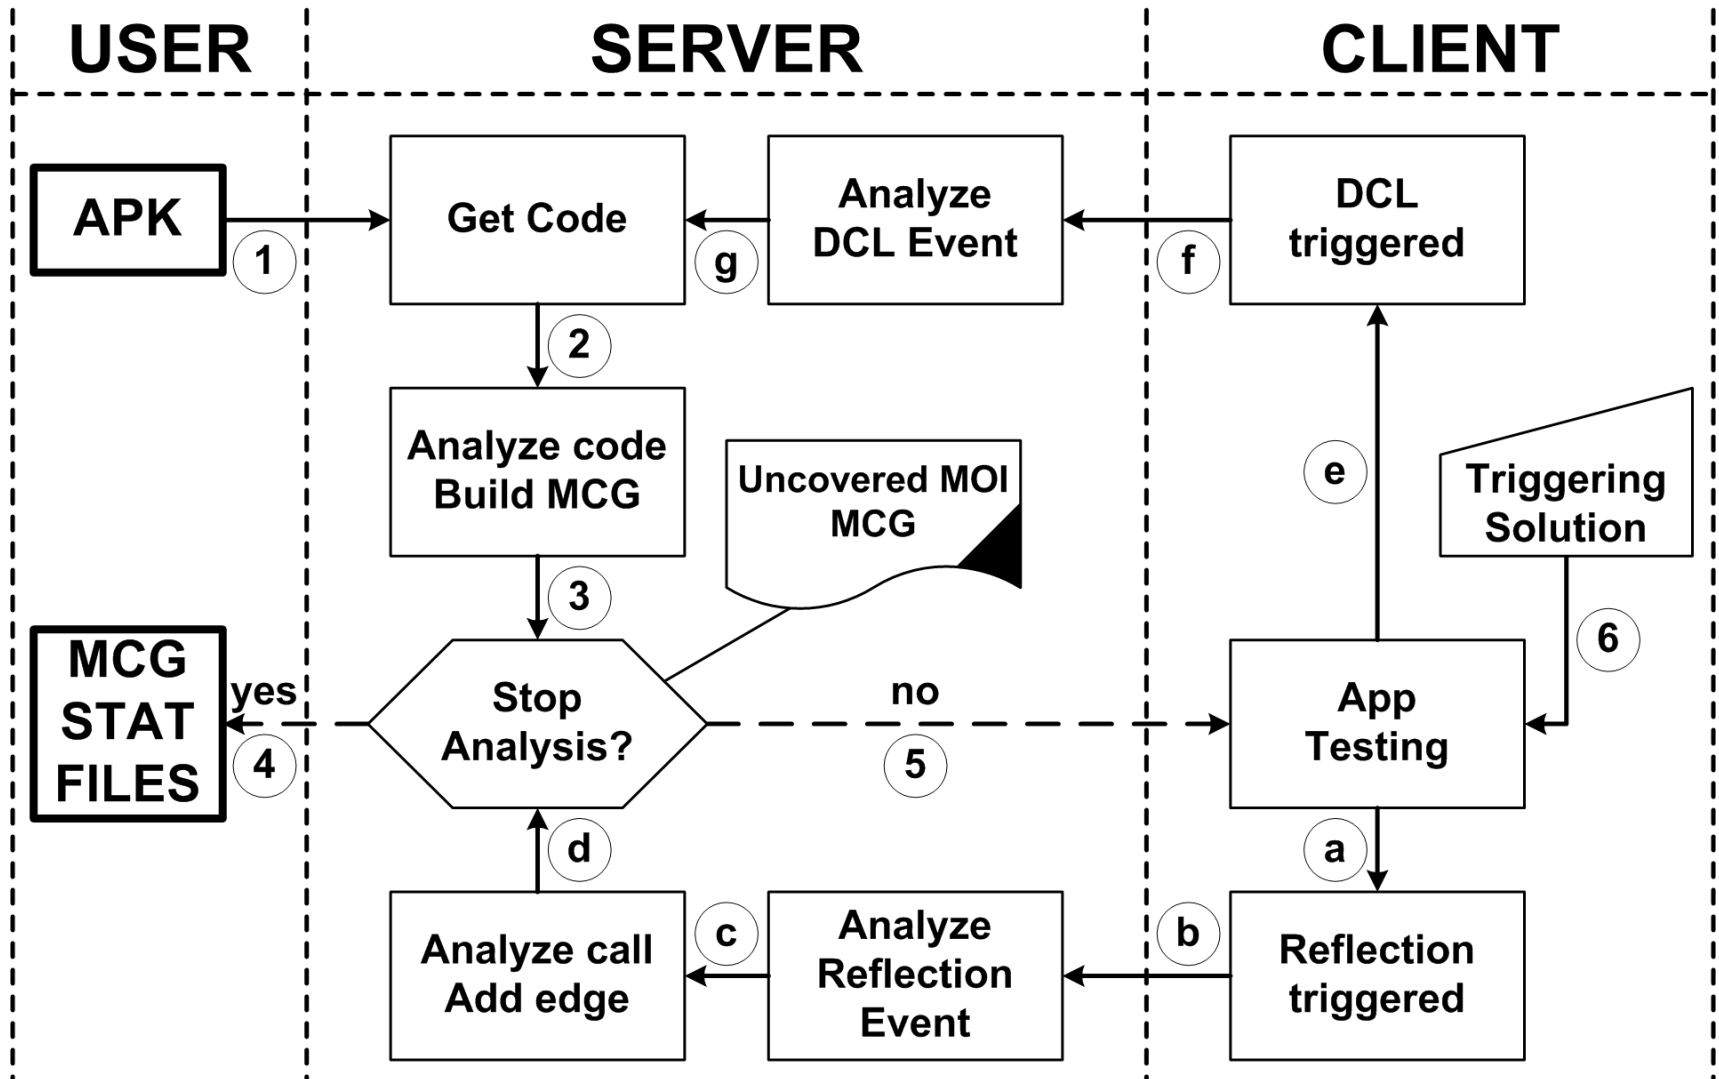 USER
SERVER
CLIENT
APK
1
Get Code
g
Analyze
DCL Event
f
DCL
triggered
2
Analyze code
Build MCG
Uncovered MOI
MCG
e
Triggering
Solution
3
6
MCG
STAT
FILES
yes
4
Stop
Analysis?
no
5
App
Testing
d
a
Analyze call
Add edge
c
Analyze
Reflection
Event
b
Reflection
triggered